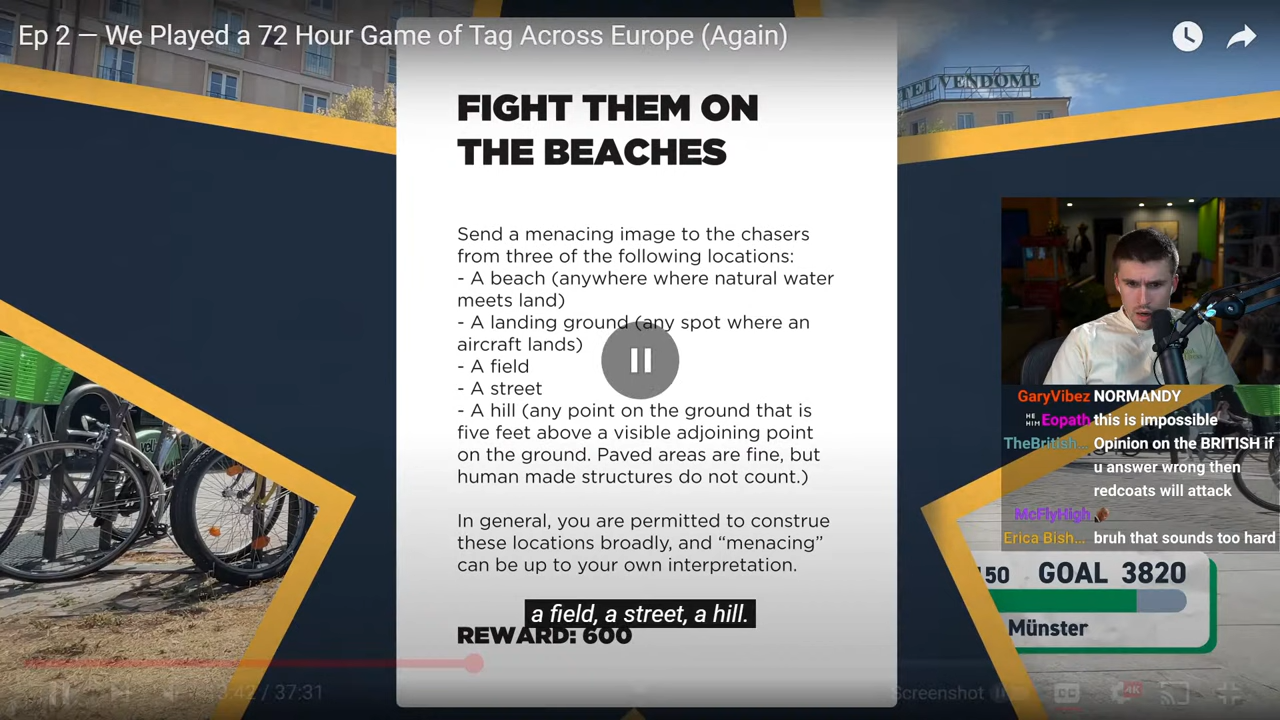 Ep 2 — We Played a 72 Hour Game of Tag Across Europe (Again)
VENDOME
FIGHT THEM ON
THE BEACHES
Send a menacing image to the chasers
from three of the following locations:
- A beach (anywhere where natural water
meets land)
- A landing ground (any spot where an
aircraft lands)
- A field
- A street
- A hill (any point on the ground that is
five feet above a visible adjoining point
on the ground. Paved areas are fine, but
human made structures do not count.)
In general, you are permitted to construe
these locations broadly, and “menacing”
can be up to your own interpretation.
a field, a street, a hill.
REWARD: 600
GaryVibez NORMANDY
HE HIM Eopath this is impossible
TheBritish... Opinion on the BRITISH if
u answer wrong then
redcoats will attack
McFlyHigh
Erica Bish... bruh that sounds too hard
GOAL 3820
Münster
/ 37:31
Screenshot
CC
4K